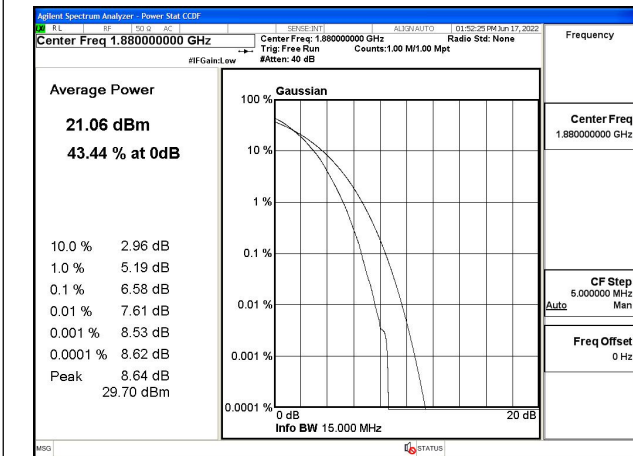 Agilent Spectrum Analyzer - Power Stat CCDF
LXI RL RF 50 Ω AC SENSE:INT ALIGNAUTO 01:52:25 PM Jun 17, 2022
Center Freq 1.880000000 GHz
#IFGain:Low
Center Freq: 1.880000000 GHz Radio Std: None
Trig: Free Run Counts:1.00 M/1.00 Mpt
#Atten: 40 dB
Frequency
Average Power
21.06 dBm
43.44 % at 0dB
10.0 % 2.96 dB
1.0 % 5.19 dB
0.1 % 6.58 dB
0.01 % 7.61 dB
0.001 % 8.53 dB
0.0001 % 8.62 dB
Peak 8.64 dB
29.70 dBm
Gaussian
100 %
10 %
1 %
0.1 %
0.01 %
0.001 %
0.0001 %
0 dB 20 dB
Info BW 15.000 MHz
Center Freq
1.880000000 GHz
CF Step
5.000000 MHz
Auto Man
Freq Offset
0 Hz
MSG STATUS